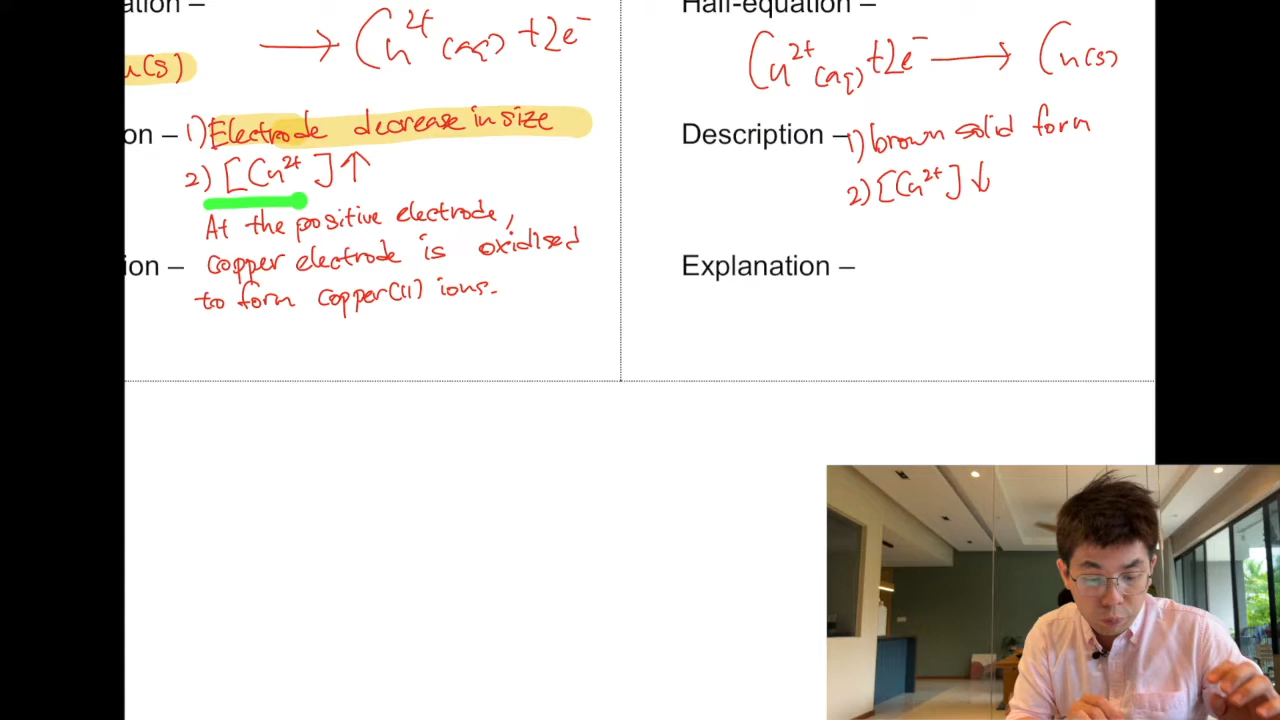 ation –
→ Cu²⁺(aq) + 2e⁻
u(s)
on – 1) Electrode decrease in size
2) [Cu²⁺] ↑
ion – At the positive electrode,
copper electrode is oxidised
to form copper(II) ions.
Half-equation –
Cu²⁺(aq) + 2e⁻ → Cu(s)
Description – 1) brown solid form
2) [Cu²⁺] ↓
Explanation –